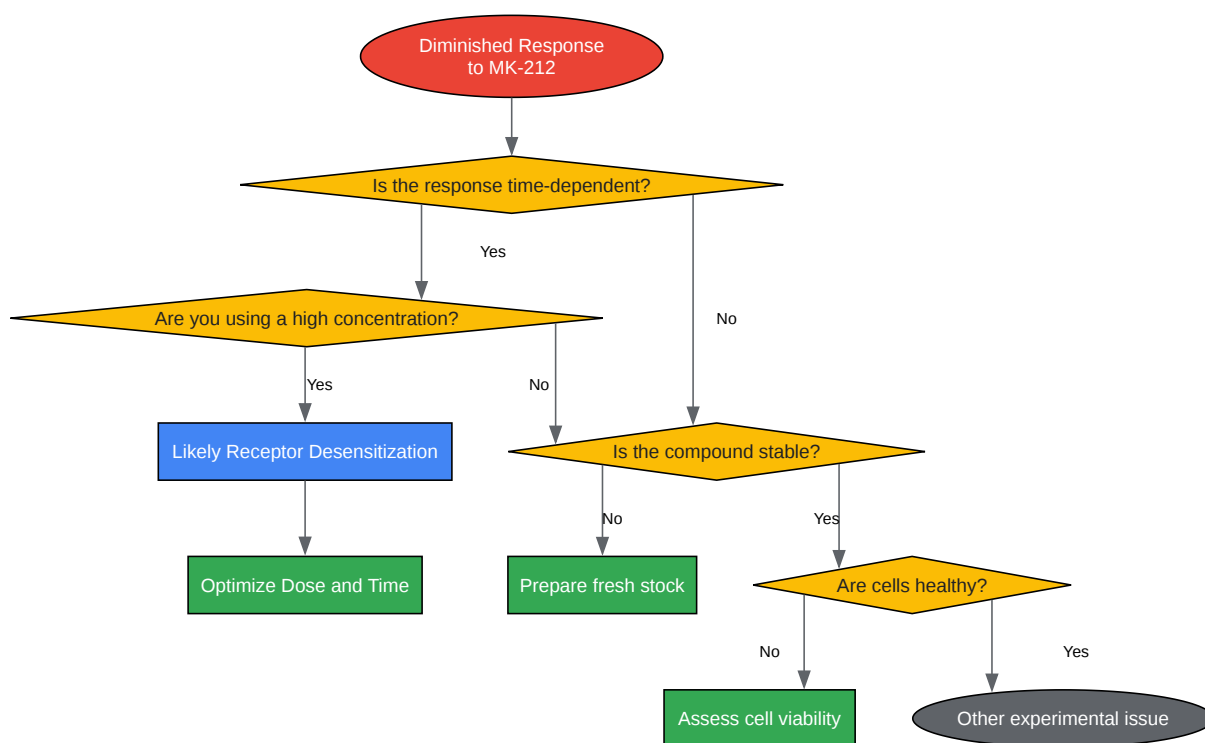 Diminished Response
to MK-212
Is the response time-dependent?
Yes
Are you using a high concentration?
No
Yes
No
Likely Receptor Desensitization
Is the compound stable?
No
Yes
Optimize Dose and Time
Prepare fresh stock
Are cells healthy?
No
Yes
Assess cell viability
Other experimental issue